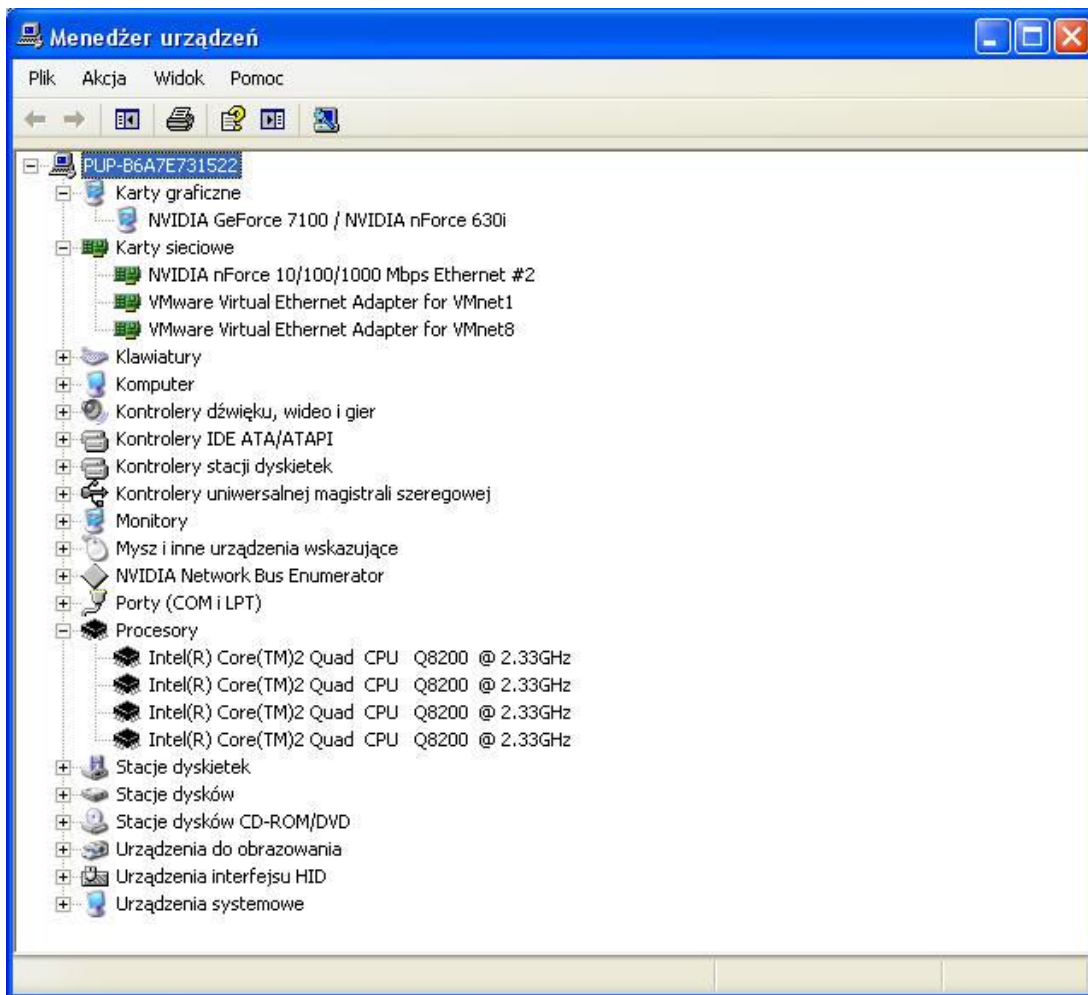 Menedżer urządzeń
Plik Akcja Widok Pomoc
PUP-B6A7E731522
Karty graficzne
NVIDIA GeForce 7100 / NVIDIA nForce 630i
Karty sieciowe
NVIDIA nForce 10/100/1000 Mbps Ethernet #2
VMware Virtual Ethernet Adapter for VMnet1
VMware Virtual Ethernet Adapter for VMnet8
Klawiatury
Komputer
Kontrolery dźwięku, wideo i gier
Kontrolery IDE ATA/ATAPI
Kontrolery stacji dyskietek
Kontrolery uniwersalnej magistrali szeregowej
Monitory
Mysz i inne urządzenia wskazujące
NVIDIA Network Bus Enumerator
Porty (COM i LPT)
Procesory
Intel(R) Core(TM)2 Quad CPU Q8200 @ 2.33GHz
Intel(R) Core(TM)2 Quad CPU Q8200 @ 2.33GHz
Intel(R) Core(TM)2 Quad CPU Q8200 @ 2.33GHz
Intel(R) Core(TM)2 Quad CPU Q8200 @ 2.33GHz
Stacje dyskietek
Stacje dysków
Stacje dysków CD-ROM/DVD
Urządzenia do obrazowania
Urządzenia interfejsu HID
Urządzenia systemowe